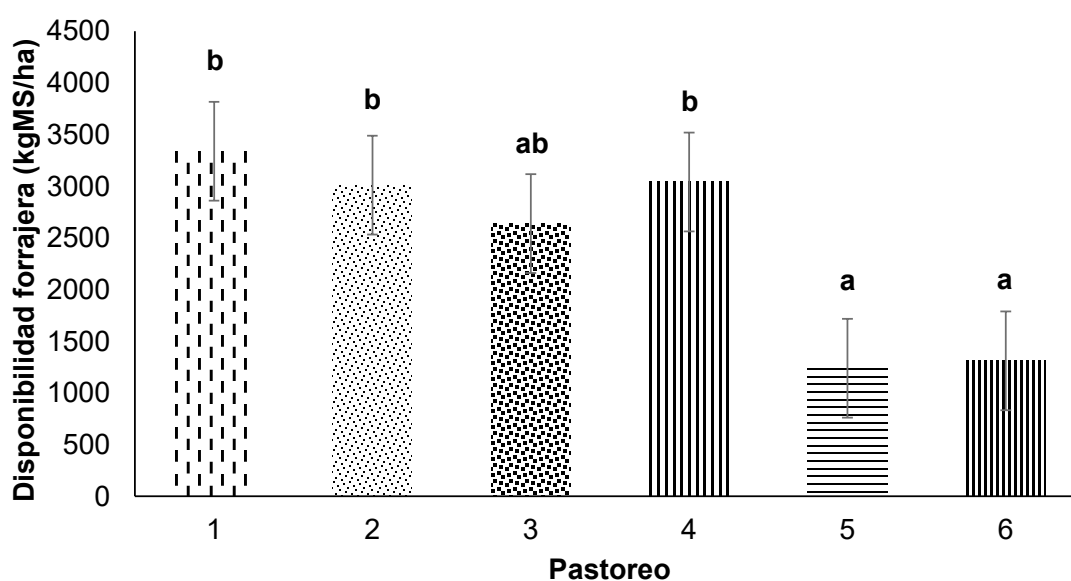 Disponibilidad forrajera (kgMS/ha)
4500
4000
3500
3000
2500
2000
1500
1000
500
0
b
b
ab
b
a
a
1 2 3 4 5 6
Pastoreo